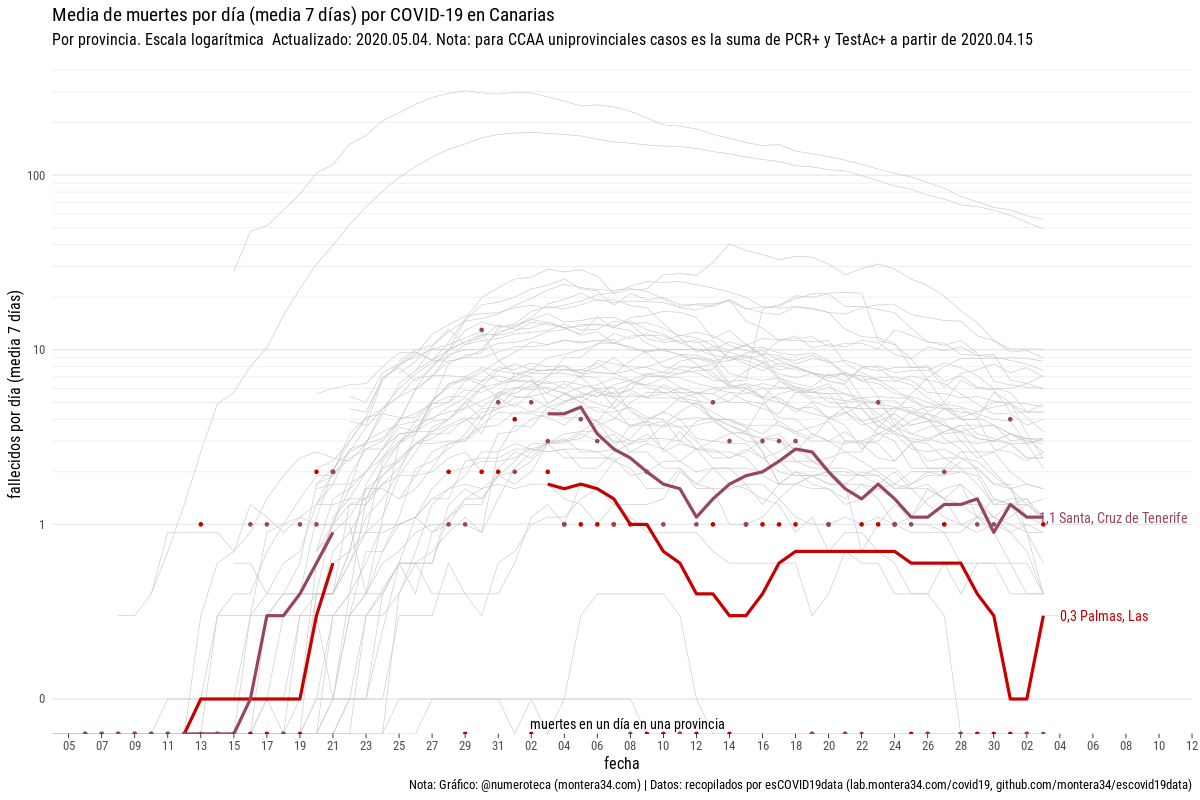 Media de muertes por día (media 7 días) por COVID-19 en Canarias
Por provincia. Escala logarítmica  Actualizado: 2020.05.04. Nota: para CCAA uniprovinciales casos es la suma de PCR+ y TestAc+ a partir de 2020.04.15
fallecidos por día (media 7 días)
100
10
1
0
1,1 Santa, Cruz de Tenerife
0,3 Palmas, Las
muertes en un día en una provincia
05 07 09 11 13 15 17 19 21 23 25 27 29 31 02 04 06 08 10 12 14 16 18 20 22 24 26 28 30 02 04 06 08 10 12
fecha
Nota: Gráfico: @numeroteca (montera34.com) | Datos: recopilados por esCOVID19data (lab.montera34.com/covid19, github.com/montera34/escovid19data)